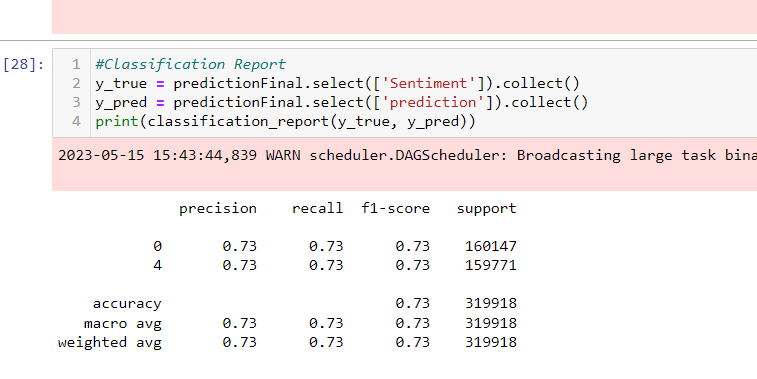 [28]:
1 #Classification Report
2 y_true = predictionFinal.select(['Sentiment']).collect()
3 y_pred = predictionFinal.select(['prediction']).collect()
4 print(classification_report(y_true, y_pred))
2023-05-15 15:43:44,839 WARN scheduler.DAGScheduler: Broadcasting large task bina
precision recall f1-score support
0 0.73 0.73 0.73 160147
4 0.73 0.73 0.73 159771
accuracy 0.73 319918
macro avg 0.73 0.73 0.73 319918
weighted avg 0.73 0.73 0.73 319918